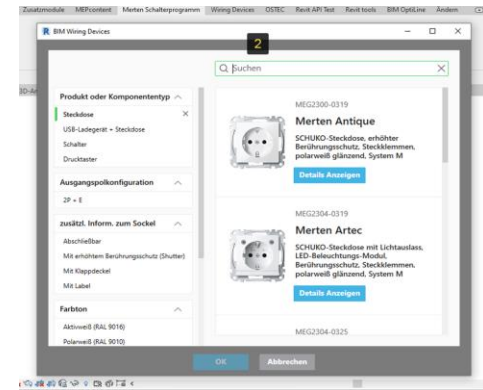 Zusatzmodule MEPcontent Merten Schalterprogramm Wiring Devices OSTEC Revit API Test Revit tools BIM OptiLine Ändern
BIM Wiring Devices
2
Suchen
3D-An
Produkt oder Komponententyp
Steckdose
USB-Ladegerät + Steckdose
Schalter
Drucktaster
Ausgangspolkonfiguration
2P + E
zusätzl. Inform. zum Sockel
Abschließbar
Mit erhöhtem Berührungsschutz (Shutter)
Mit Klappdeckel
Mit Label
Farbton
Aktivweiß (RAL 9016)
Polarweiß (RAL 9010)
MEG2300-0319
Merten Antique
SCHUKO-Steckdose, erhöhter
Berührungsschutz, Steckklemmen,
polarweiß glänzend, System M
Details Anzeigen
MEG2304-0319
Merten Artec
SCHUKO-Steckdose mit Lichtauslass,
LED-Beleuchtungs-Modul,
Berührungsschutz, Steckklemmen,
polarweiß glänzend, System M
Details Anzeigen
MEG2304-0325
OK Abbrechen